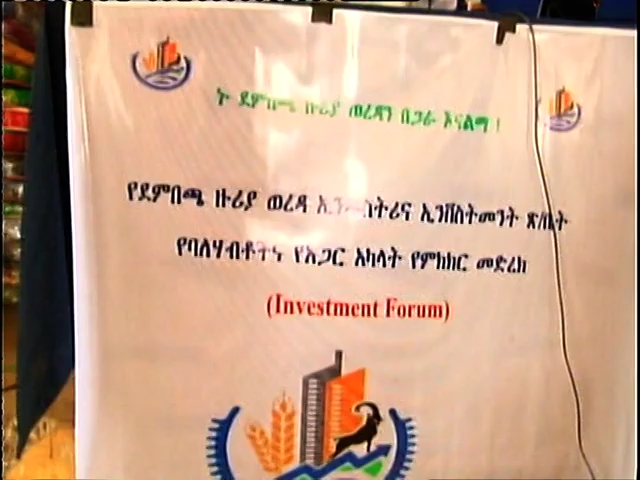 ኑ ደምበጫ ዙሪያ ወረዳን በጋራ እናልማ !
የደምበጫ ዙሪያ ወረዳ ኢንቨስትመንት ጽ/ቤት
የባለሃብቶችና የአጋር አካላት የምክክር መድረክ
(Investment Forum)